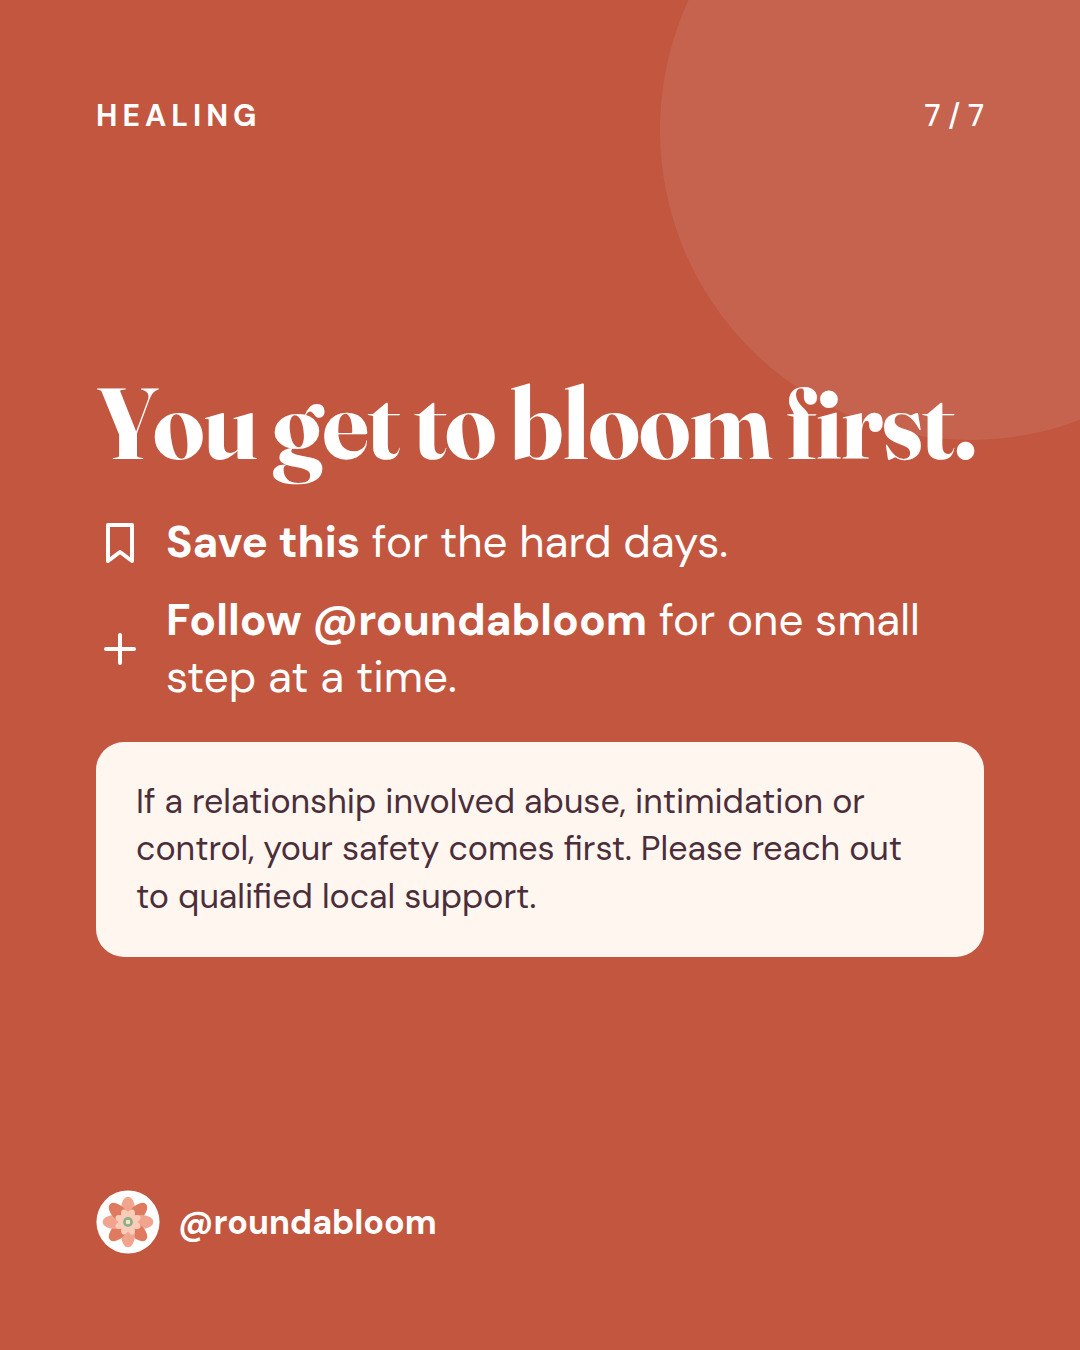 HEALING
7 / 7
You get to bloom first.
Save this for the hard days.
Follow @roundabloom for one small
step at a time.
If a relationship involved abuse, intimidation or
control, your safety comes first. Please reach out
to qualified local support.
@roundabloom